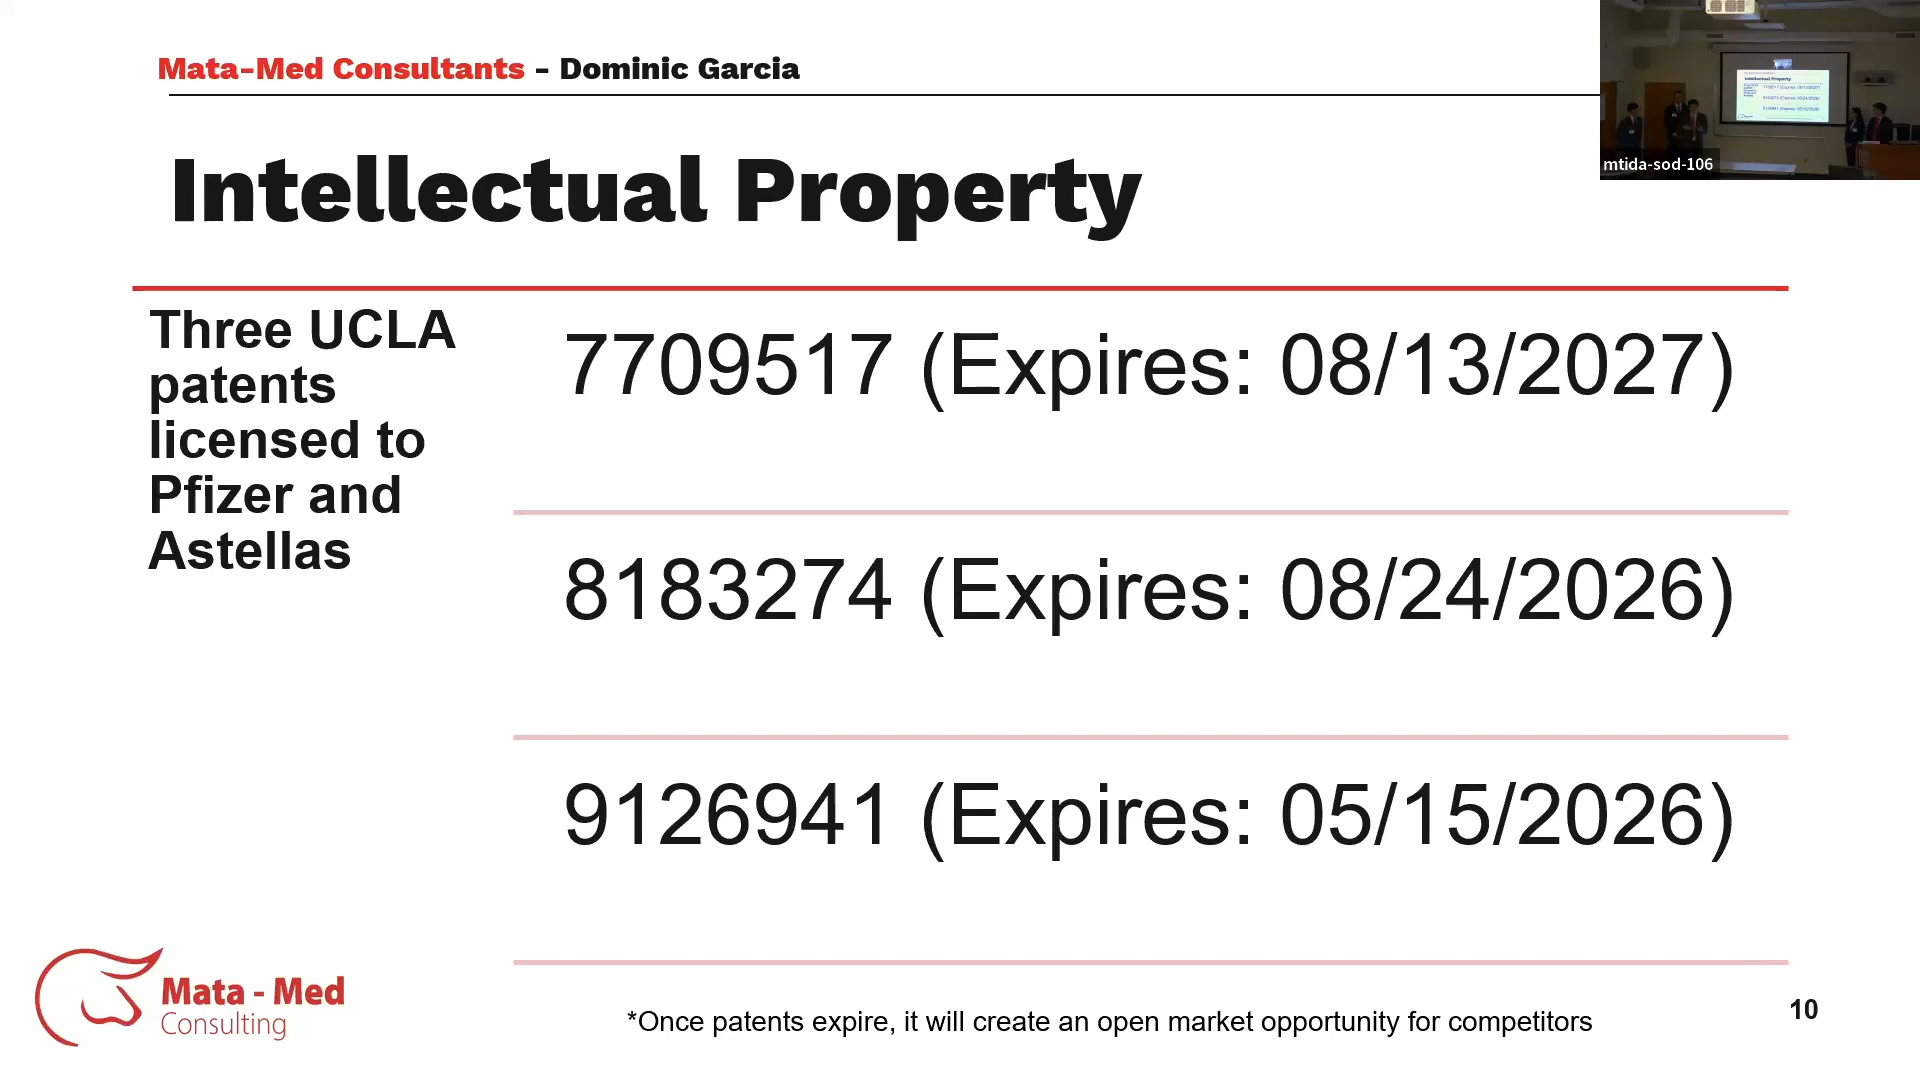 Mata-Med Consultants - Dominic Garcia
Intellectual Property
Three UCLA
patents
licensed to
Pfizer and
Astellas
7709517 (Expires: 08/13/2027)
8183274 (Expires: 08/24/2026)
9126941 (Expires: 05/15/2026)
Mata - Med
Consulting
*Once patents expire, it will create an open market opportunity for competitors
10
Intellectual Property
mtida-sod-106